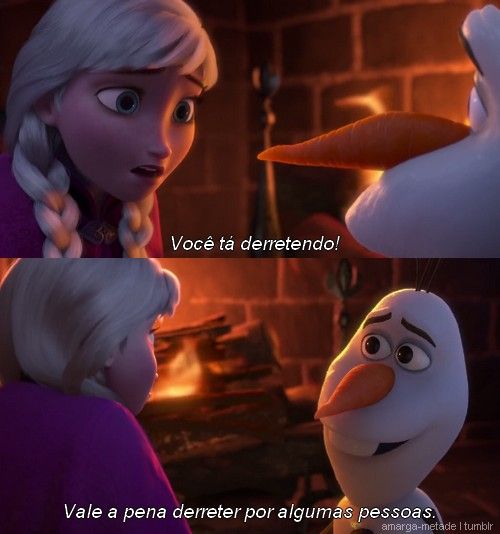 Você tá derretendo!
Vale a pena derreter por algumas pessoas.
amarga-metade | tumblr